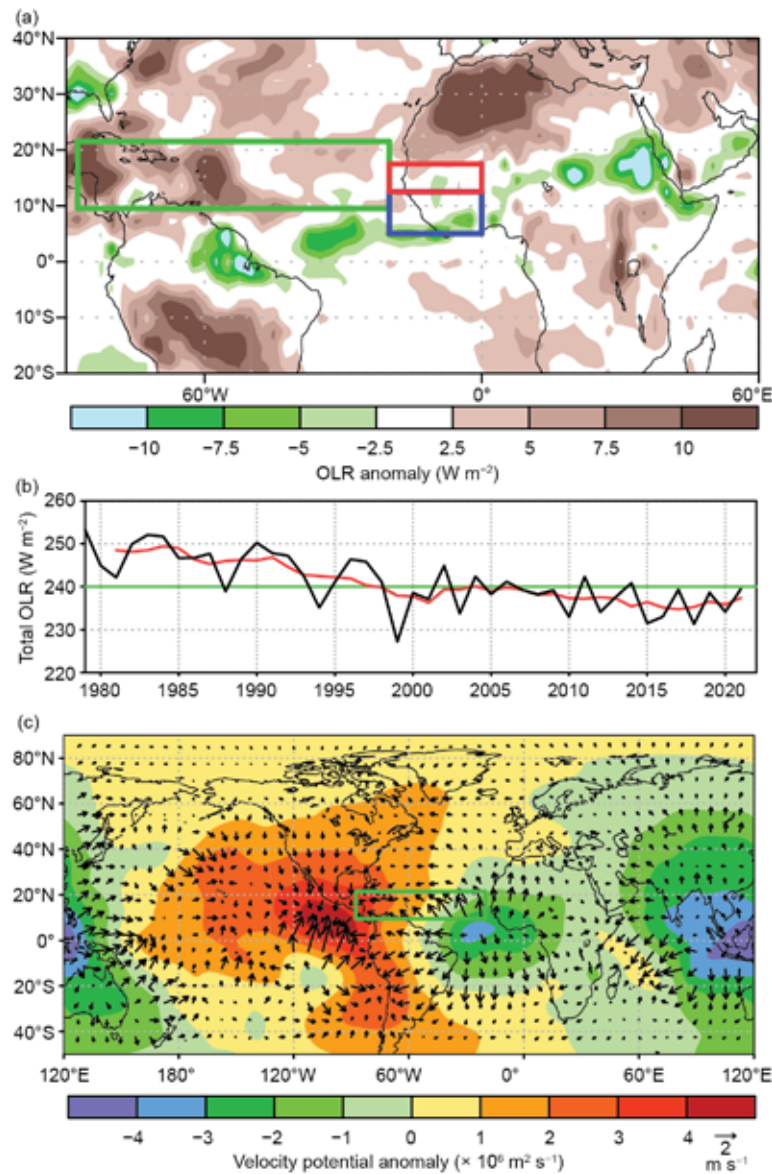 (a)
40°N
30°N
20°N
10°N
0°
10°S
20°S
60°W 0° 60°E
−10 −7.5 −5 −2.5 2.5 5 7.5 10
OLR anomaly (W m⁻²)
(b)
260
250
240
230
220
Total OLR (W m⁻²)
1980 1985 1990 1995 2000 2005 2010 2015 2020
(c)
80°N
60°N
40°N
20°N
0°
20°S
40°S
120°E 180° 120°W 60°W 0° 60°E 120°E
−4 −3 −2 −1 0 1 2 3 4 2
Velocity potential anomaly (× 10⁶ m² s⁻¹) m s⁻¹